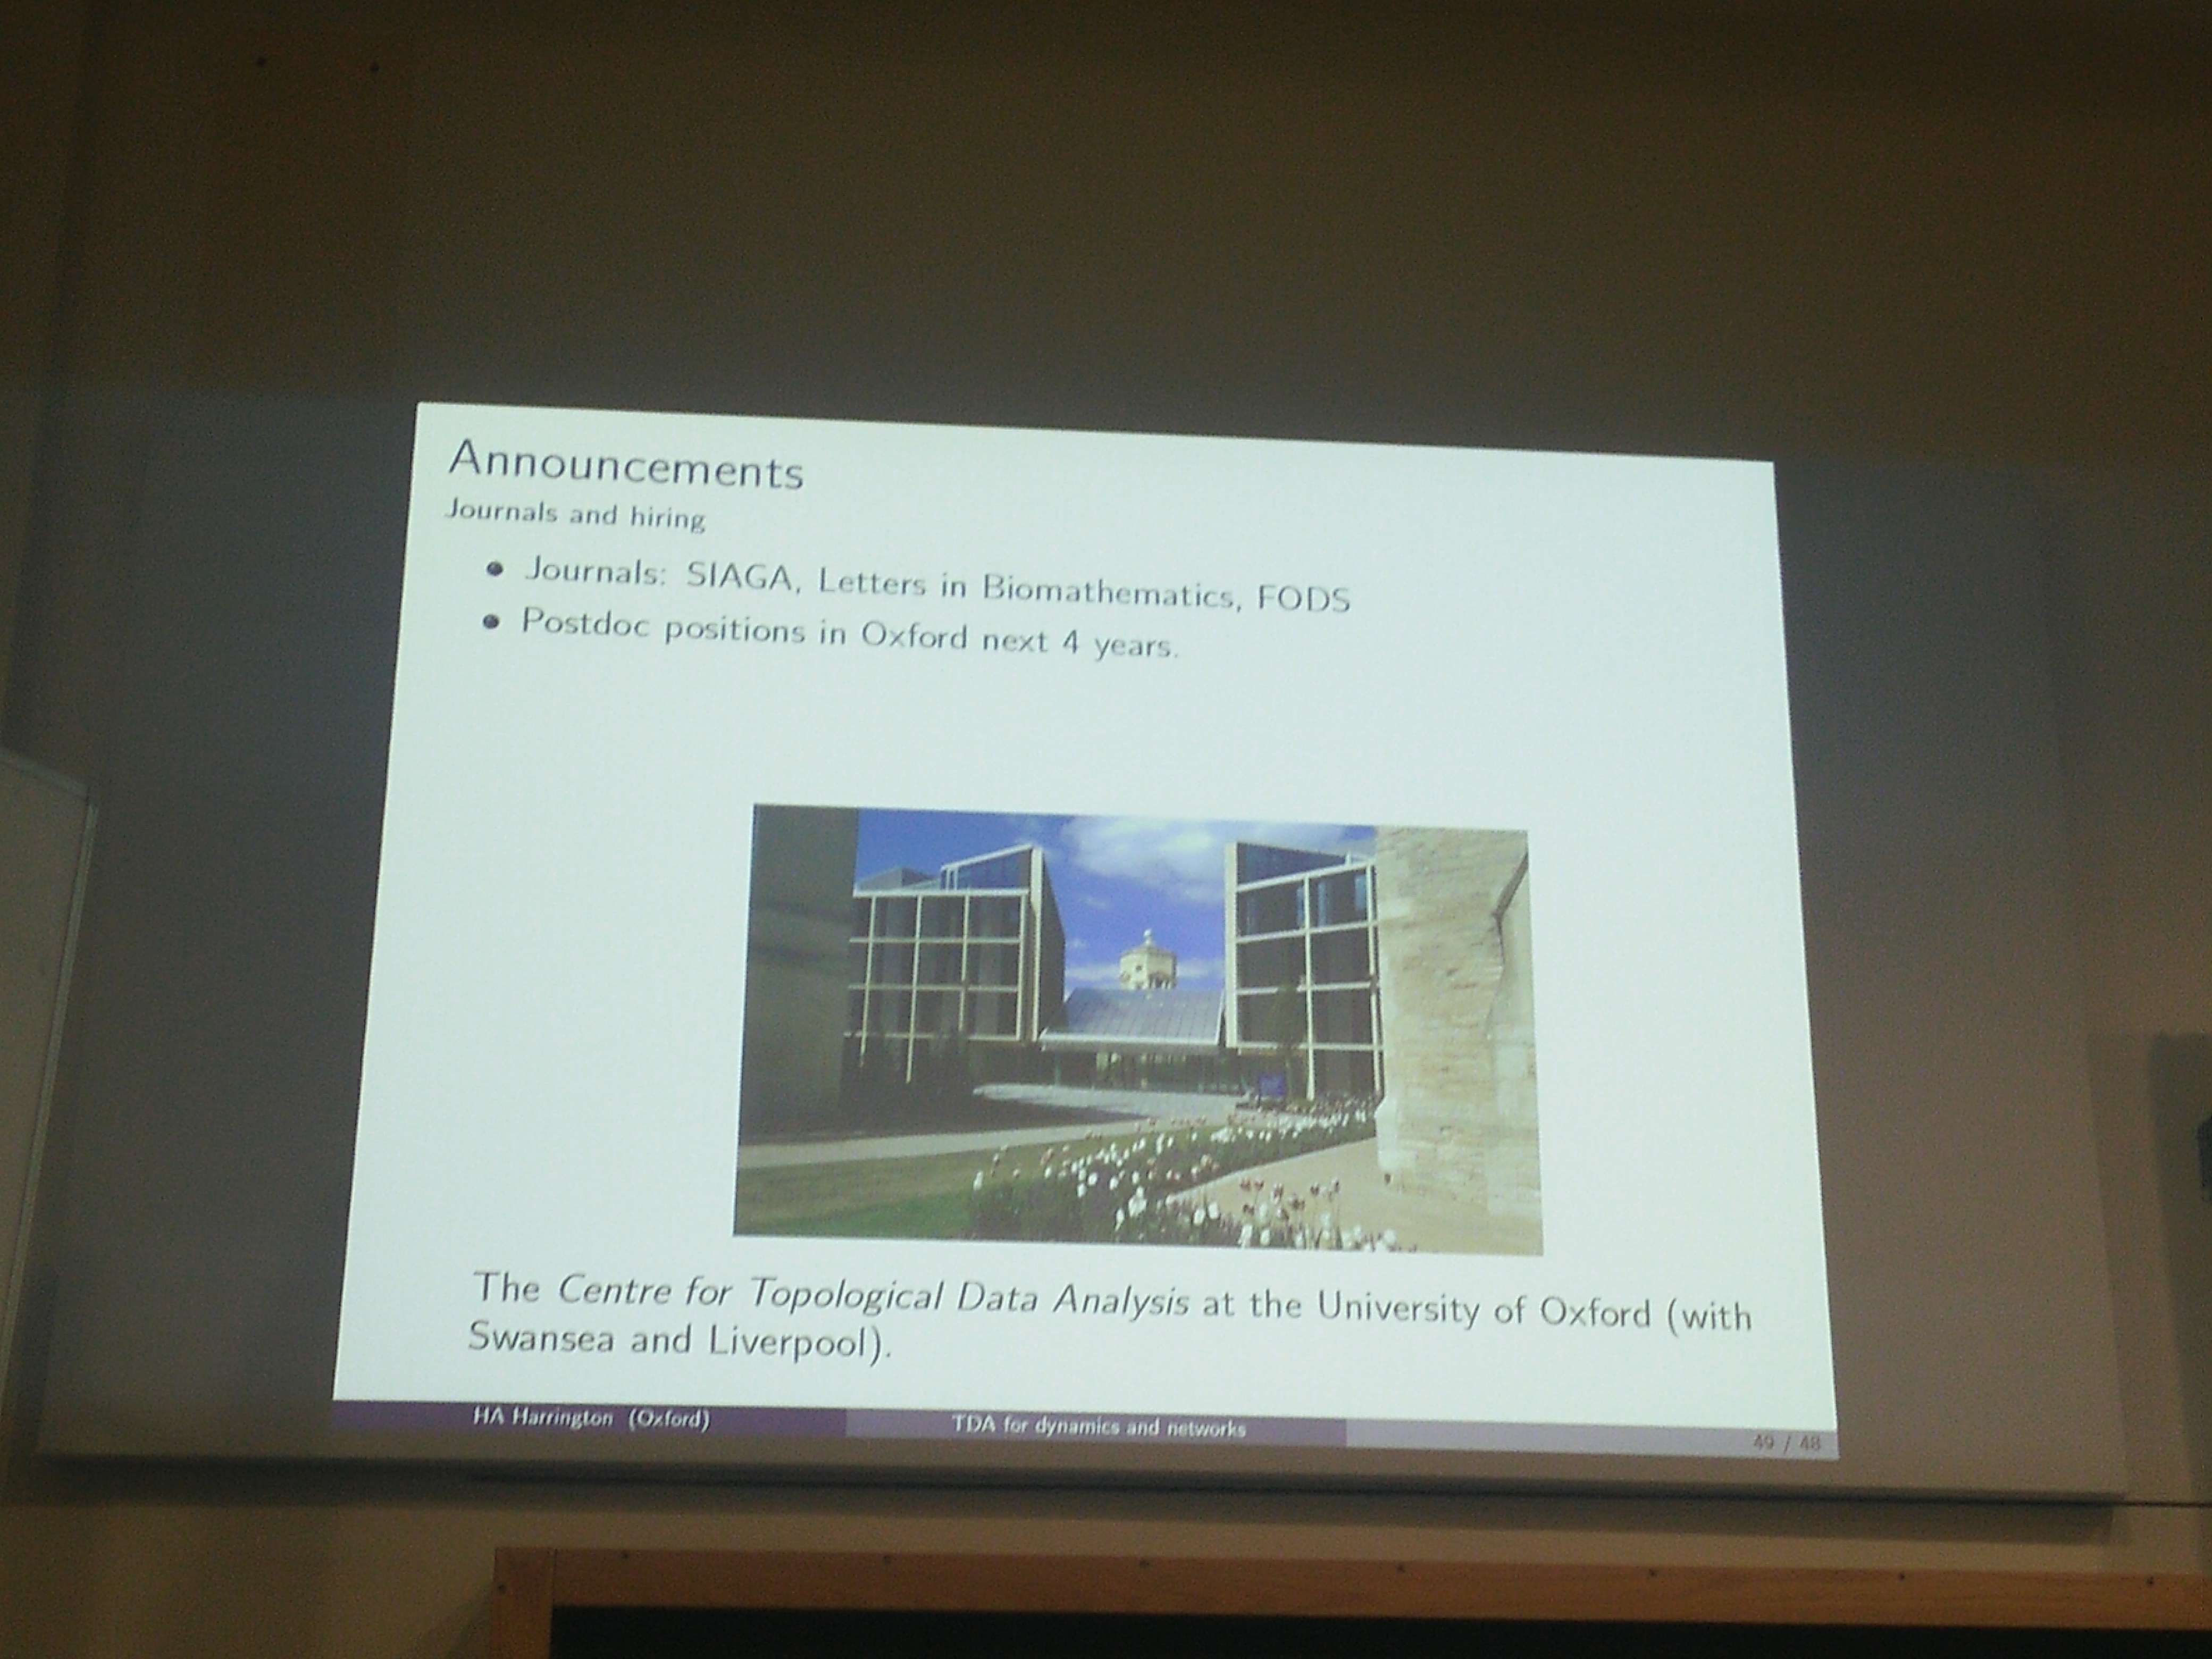 Announcements
Journals and hiring
• Journals: SIAGA, Letters in Biomathematics, FODS
• Postdoc positions in Oxford next 4 years.
The Centre for Topological Data Analysis at the University of Oxford (with
Swansea and Liverpool).
HA Harrington (Oxford) TDA for dynamics and networks 49 / 48